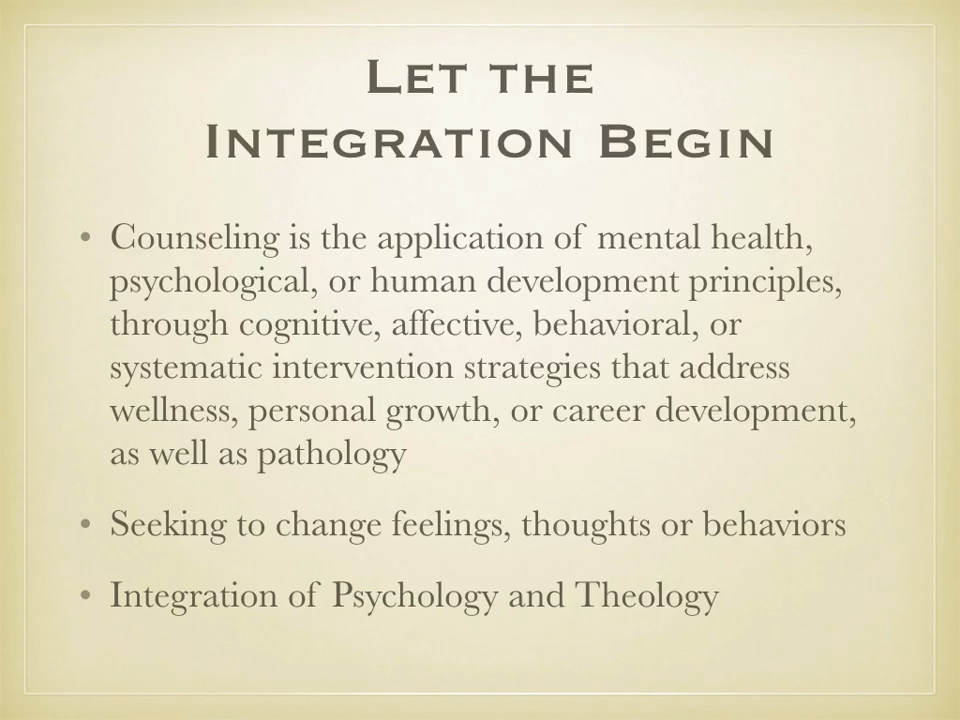 Let the
Integration Begin
• Counseling is the application of mental health,
psychological, or human development principles,
through cognitive, affective, behavioral, or
systematic intervention strategies that address
wellness, personal growth, or career development,
as well as pathology
• Seeking to change feelings, thoughts or behaviors
• Integration of Psychology and Theology